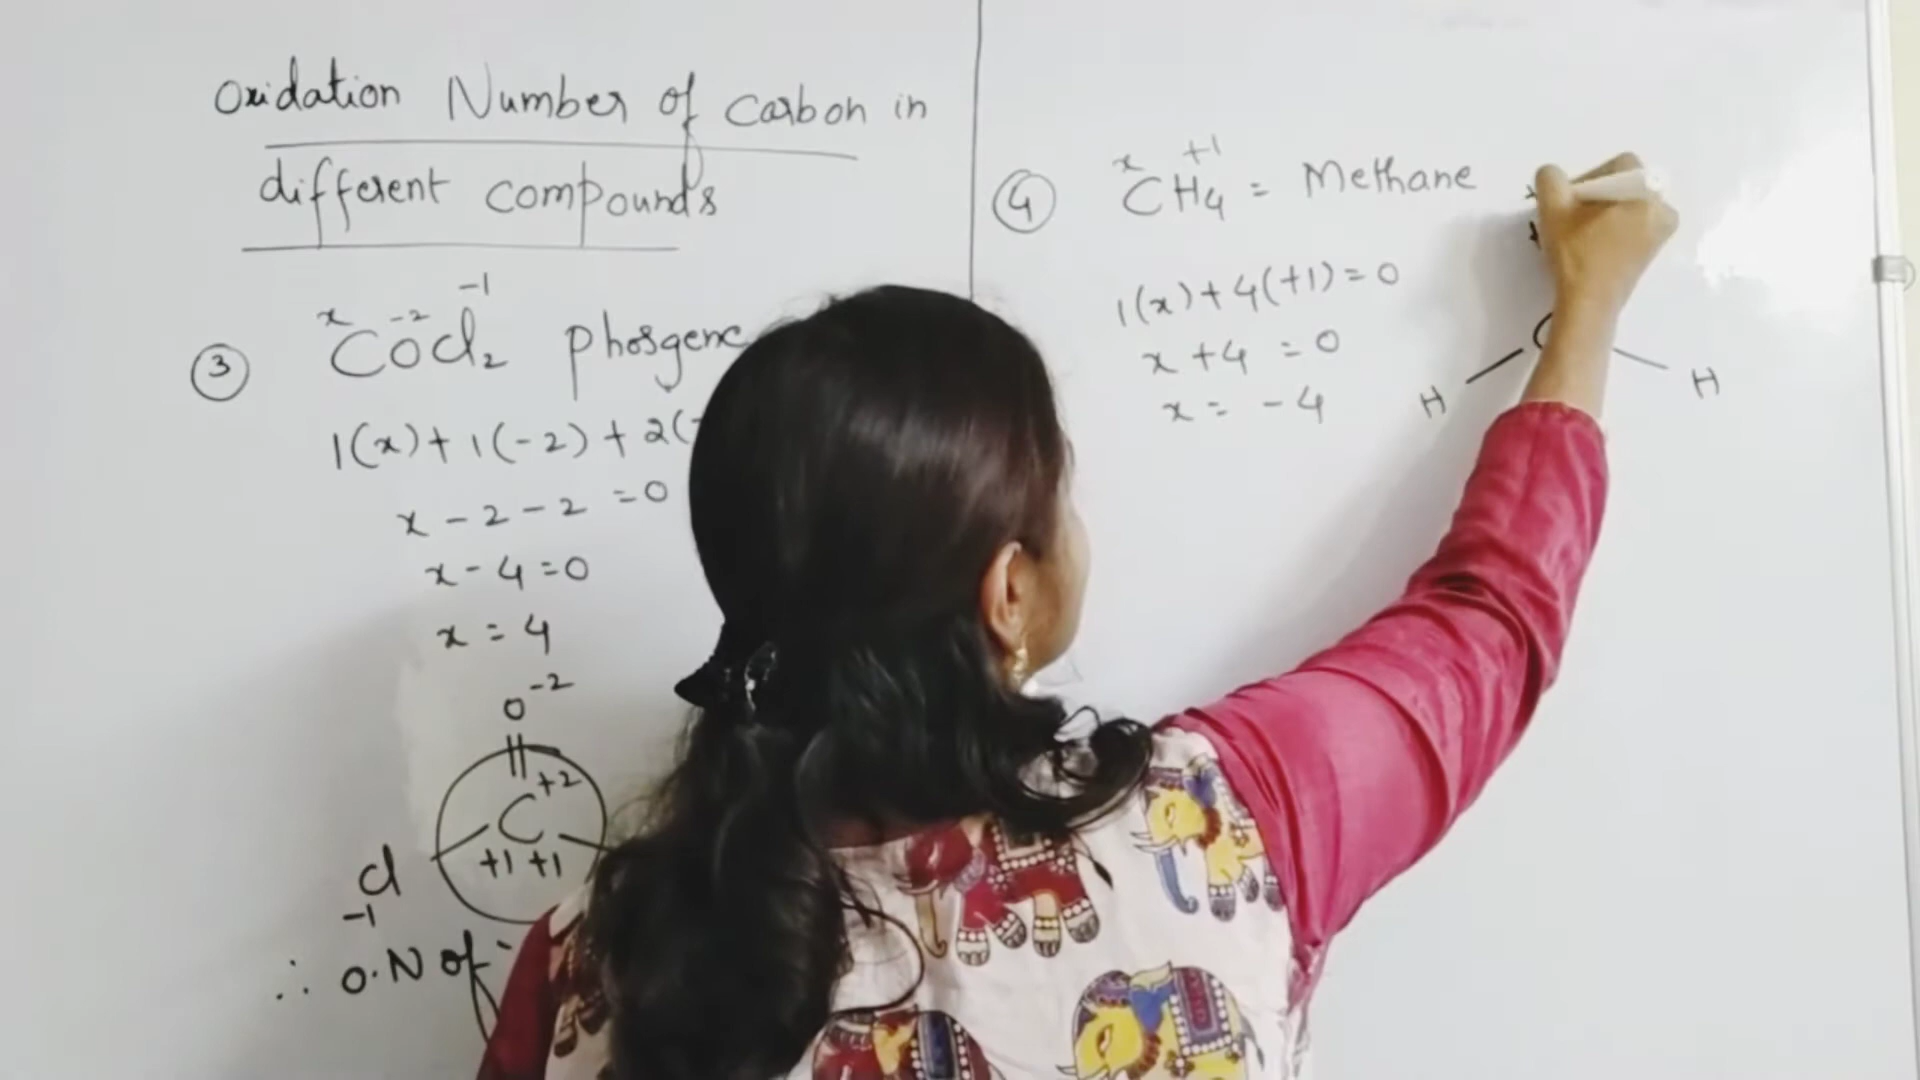 Oxidation Number of Carbon in
different compounds
x -2 -1
③ COCl₂ phosgene
1(x) + 1(-2) + 2(
x - 2 - 2 = 0
x - 4 = 0
x = 4
O⁻²
C +2
+1 +1
Cl
-1
∴ O.N of
x +1
④ CH₄ = Methane
1(x) + 4(+1) = 0
x + 4 = 0
x = -4
H H